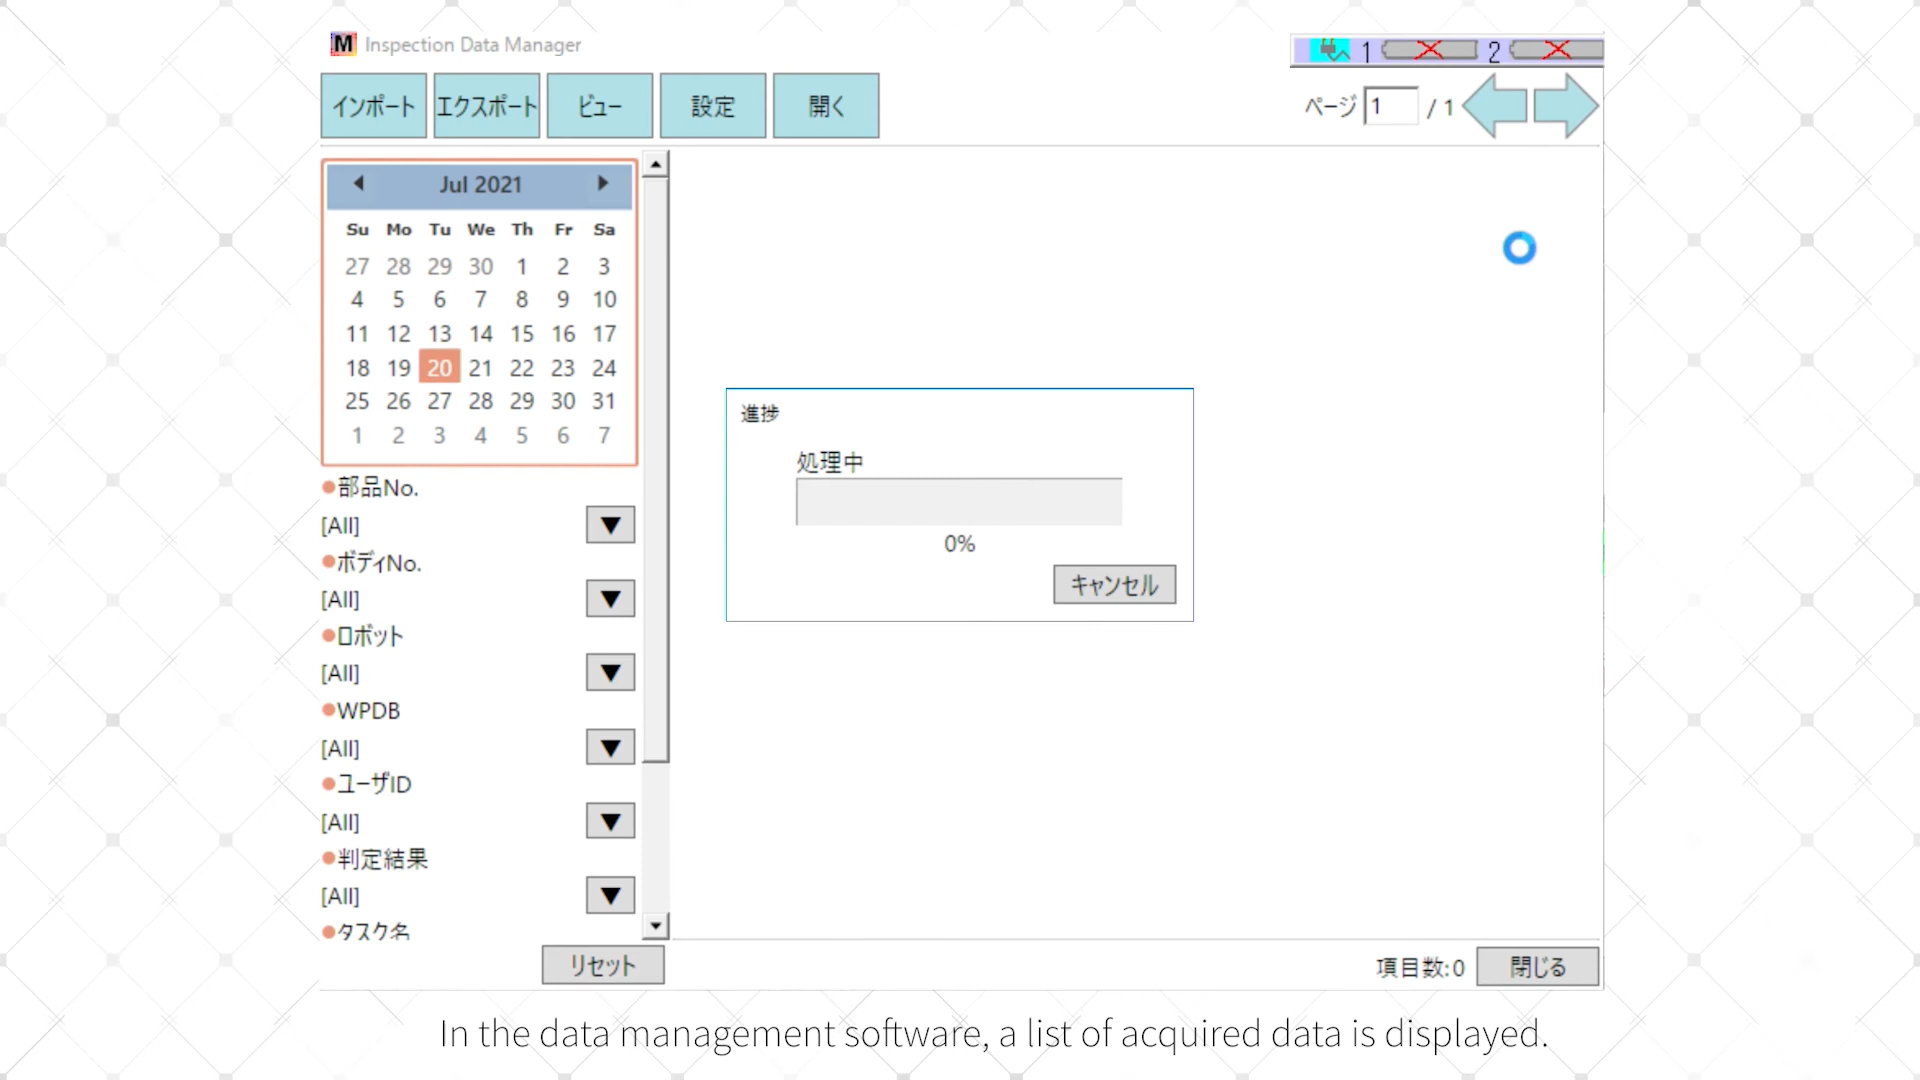 M Inspection Data Manager
1 2
インポート エクスポート ビュー 設定 開く
ページ 1 / 1
Jul 2021
Su Mo Tu We Th Fr Sa
27 28 29 30 1 2 3
4 5 6 7 8 9 10
11 12 13 14 15 16 17
18 19 20 21 22 23 24
25 26 27 28 29 30 31
1 2 3 4 5 6 7
部品No.
[All]
ボディNo.
[All]
ロボット
[All]
WPDB
[All]
ユーザID
[All]
判定結果
[All]
タスク名
リセット
進捗
処理中
0%
キャンセル
項目数:0 閉じる
In the data management software, a list of acquired data is displayed.